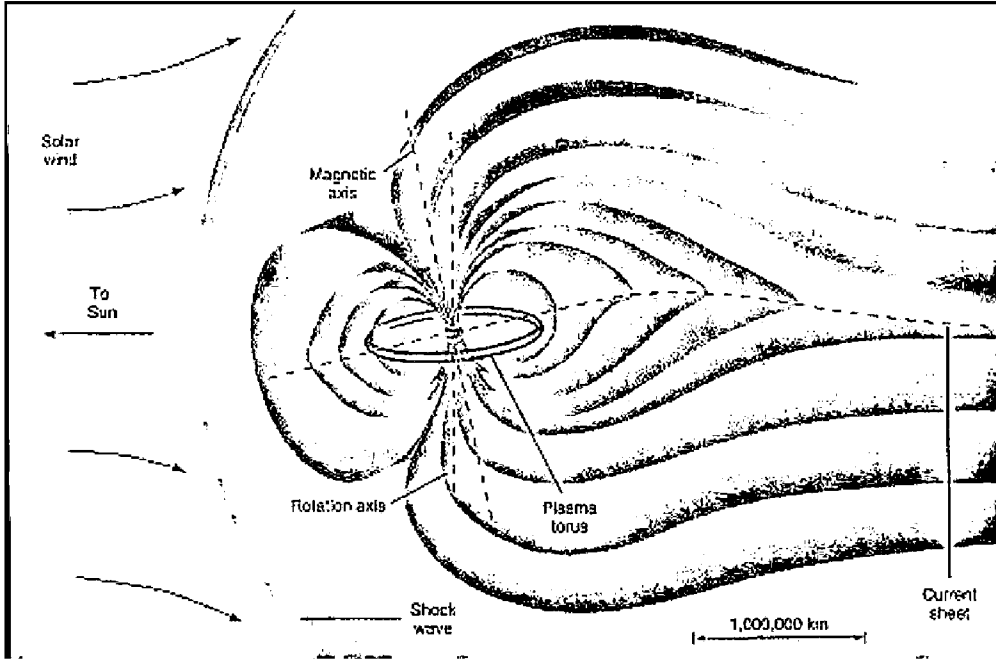 Solar
wind
Magnetic
axis
To
Sun
Rotation axis
Plasma
torus
Shock
wave
1,000,000 km
Current
sheet